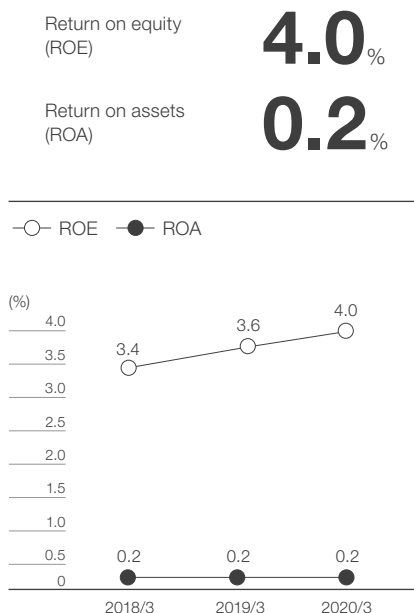 Return on equity
(ROE)
4.0%
Return on assets
(ROA)
0.2%
ROE ROA
(%)
4.0
3.5
3.0
2.5
2.0
1.5
1.0
0.5
0
3.4 3.6 4.0
0.2 0.2 0.2
2018/3 2019/3 2020/3